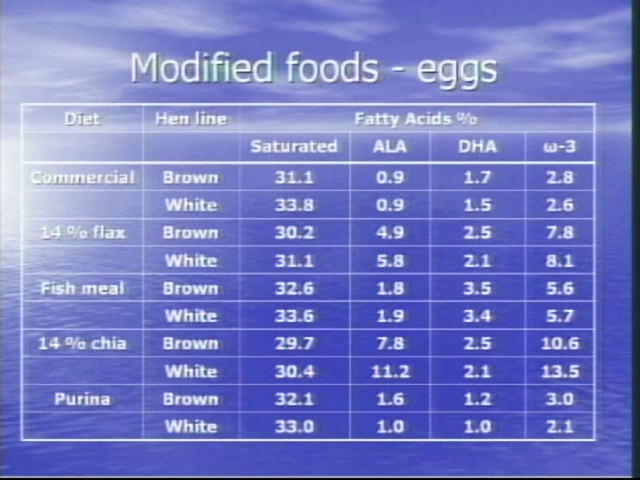 Modified foods - eggs
Diet Hen line Fatty Acids %
Saturated ALA DHA ω-3
Commercial Brown 31.1 0.9 1.7 2.8
White 33.8 0.9 1.5 2.6
14 % flax Brown 30.2 4.9 2.5 7.8
White 31.1 5.8 2.1 8.1
Fish meal Brown 32.6 1.8 3.5 5.6
White 33.6 1.9 3.4 5.7
14 % chia Brown 29.7 7.8 2.5 10.6
White 30.4 11.2 2.1 13.5
Purina Brown 32.1 1.6 1.2 3.0
White 33.0 1.0 1.0 2.1